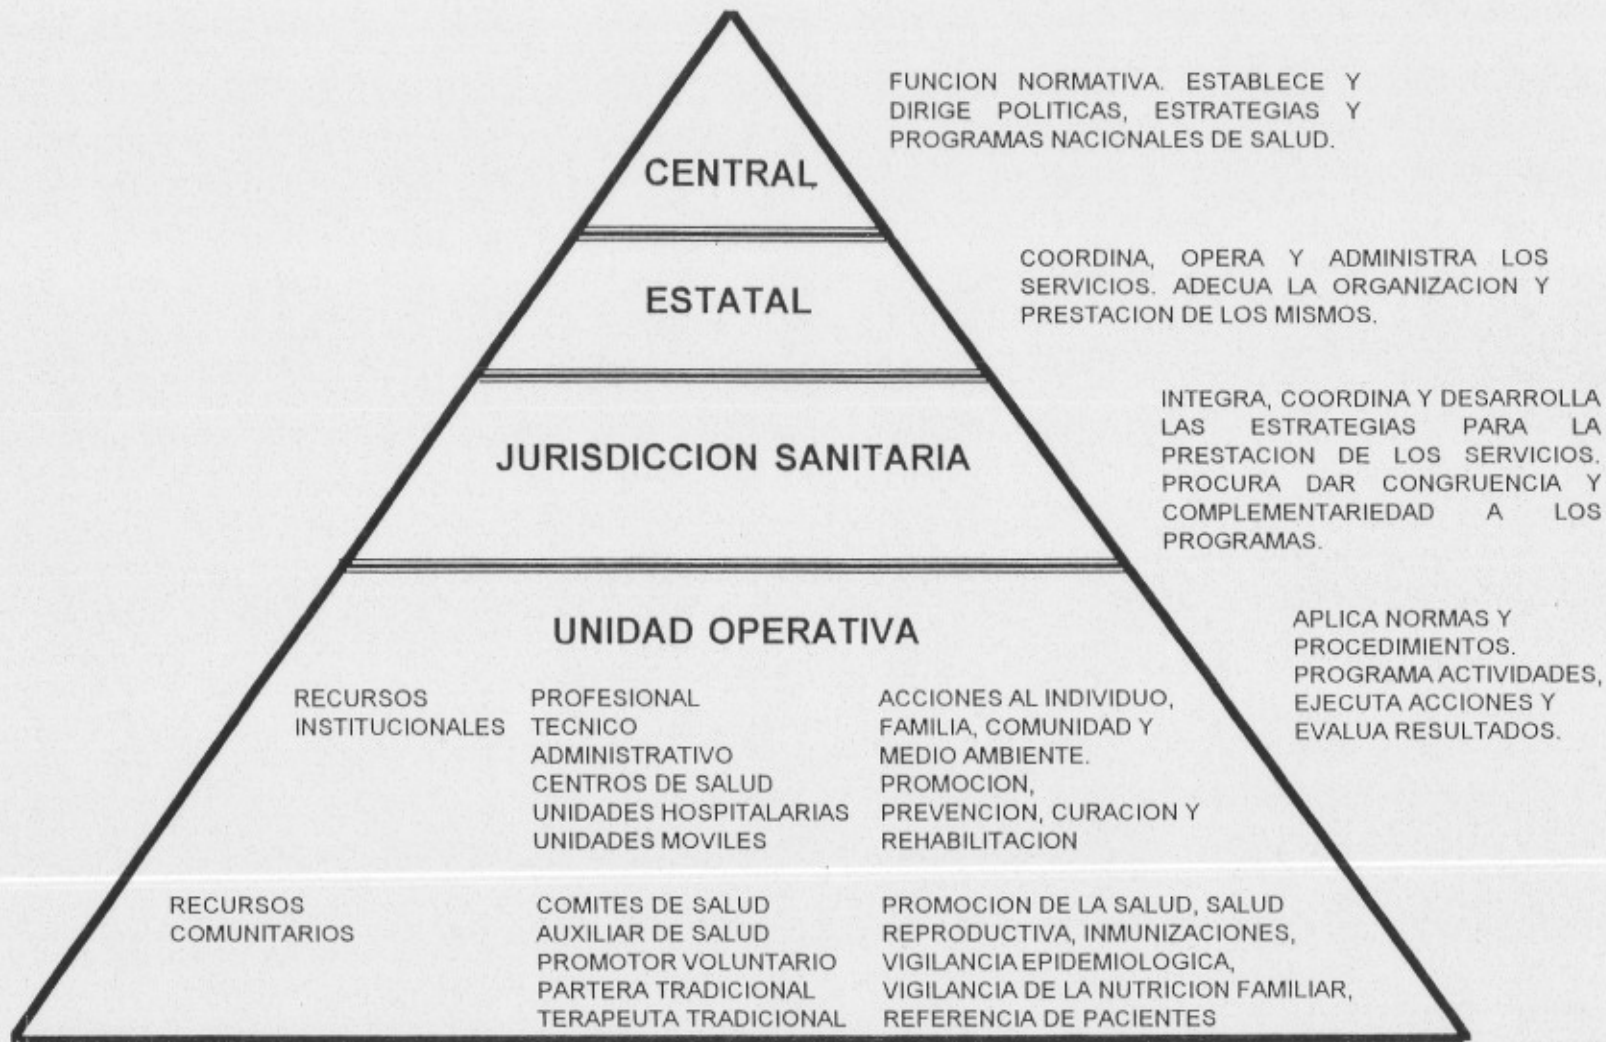 FUNCION NORMATIVA. ESTABLECE Y
DIRIGE POLITICAS, ESTRATEGIAS Y
PROGRAMAS NACIONALES DE SALUD.
CENTRAL
COORDINA, OPERA Y ADMINISTRA LOS
SERVICIOS. ADECUA LA ORGANIZACION Y
PRESTACION DE LOS MISMOS.
ESTATAL
INTEGRA, COORDINA Y DESARROLLA
LAS ESTRATEGIAS PARA LA
PRESTACION DE LOS SERVICIOS.
PROCURA DAR CONGRUENCIA Y
COMPLEMENTARIEDAD A LOS
PROGRAMAS.
JURISDICCION SANITARIA
UNIDAD OPERATIVA
APLICA NORMAS Y
PROCEDIMIENTOS.
PROGRAMA ACTIVIDADES,
EJECUTA ACCIONES Y
EVALUA RESULTADOS.
RECURSOS
INSTITUCIONALES
PROFESIONAL
TECNICO
ADMINISTRATIVO
CENTROS DE SALUD
UNIDADES HOSPITALARIAS
UNIDADES MOVILES
ACCIONES AL INDIVIDUO,
FAMILIA, COMUNIDAD Y
MEDIO AMBIENTE.
PROMOCION,
PREVENCION, CURACION Y
REHABILITACION
RECURSOS
COMUNITARIOS
COMITES DE SALUD
AUXILIAR DE SALUD
PROMOTOR VOLUNTARIO
PARTERA TRADICIONAL
TERAPEUTA TRADICIONAL
PROMOCION DE LA SALUD, SALUD
REPRODUCTIVA, INMUNIZACIONES,
VIGILANCIA EPIDEMIOLOGICA,
VIGILANCIA DE LA NUTRICION FAMILIAR,
REFERENCIA DE PACIENTES